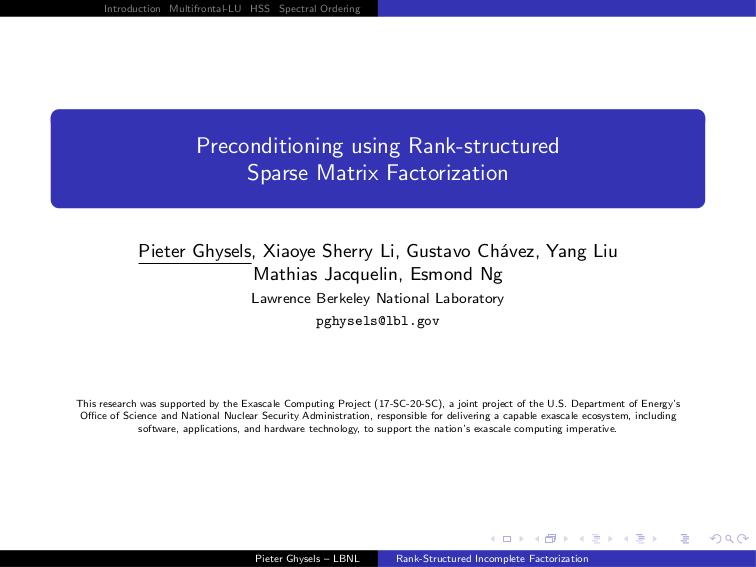 Introduction Multifrontal-LU HSS Spectral Ordering
Preconditioning using Rank-structured
Sparse Matrix Factorization
Pieter Ghysels, Xiaoye Sherry Li, Gustavo Chávez, Yang Liu
Mathias Jacquelin, Esmond Ng
Lawrence Berkeley National Laboratory
pghysels@lbl.gov
This research was supported by the Exascale Computing Project (17-SC-20-SC), a joint project of the U.S. Department of Energy's
Office of Science and National Nuclear Security Administration, responsible for delivering a capable exascale ecosystem, including
software, applications, and hardware technology, to support the nation's exascale computing imperative.
Pieter Ghysels – LBNL Rank-Structured Incomplete Factorization